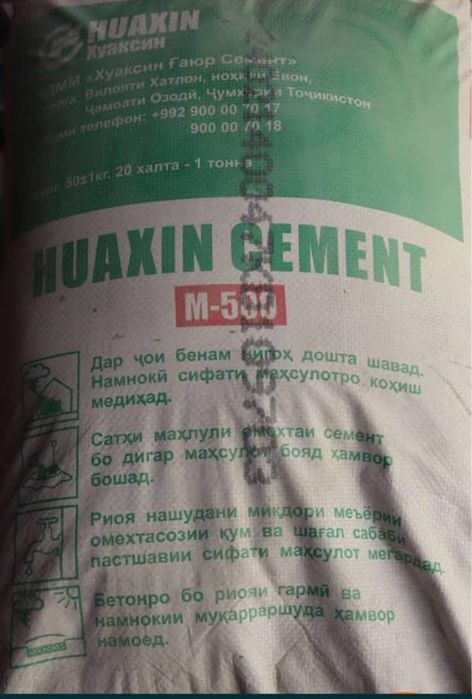 HUAXIN
Хуаксин
ҶДММ «Хуаксин Ғаюр Семент»
Вилояти Хатлон, ноҳияи Ёвон,
Ҷамоати Озодӣ, Ҷумҳурии Тоҷикистон
телефон: +992 900 00 70 17
900 00 70 18
50±1кг. 20 халта - 1 тонна
HUAXIN CEMENT
М-500
Дар ҷои бенам нигоҳ дошта шавад.
Намнокӣ сифати маҳсулотро коҳиш
медиҳад.
Сатҳи маҳлули омехтаи семент
бо дигар маҳсулот бояд ҳамвор
бошад.
Риоя нашудани миқдори меъёрии
омехтасозии қум ва шағал сабаби
пастшавии сифати маҳсулот мегардад.
Бетонро бо риояи гармӣ ва
намнокии муқарраршуда ҳамвор
намоед.